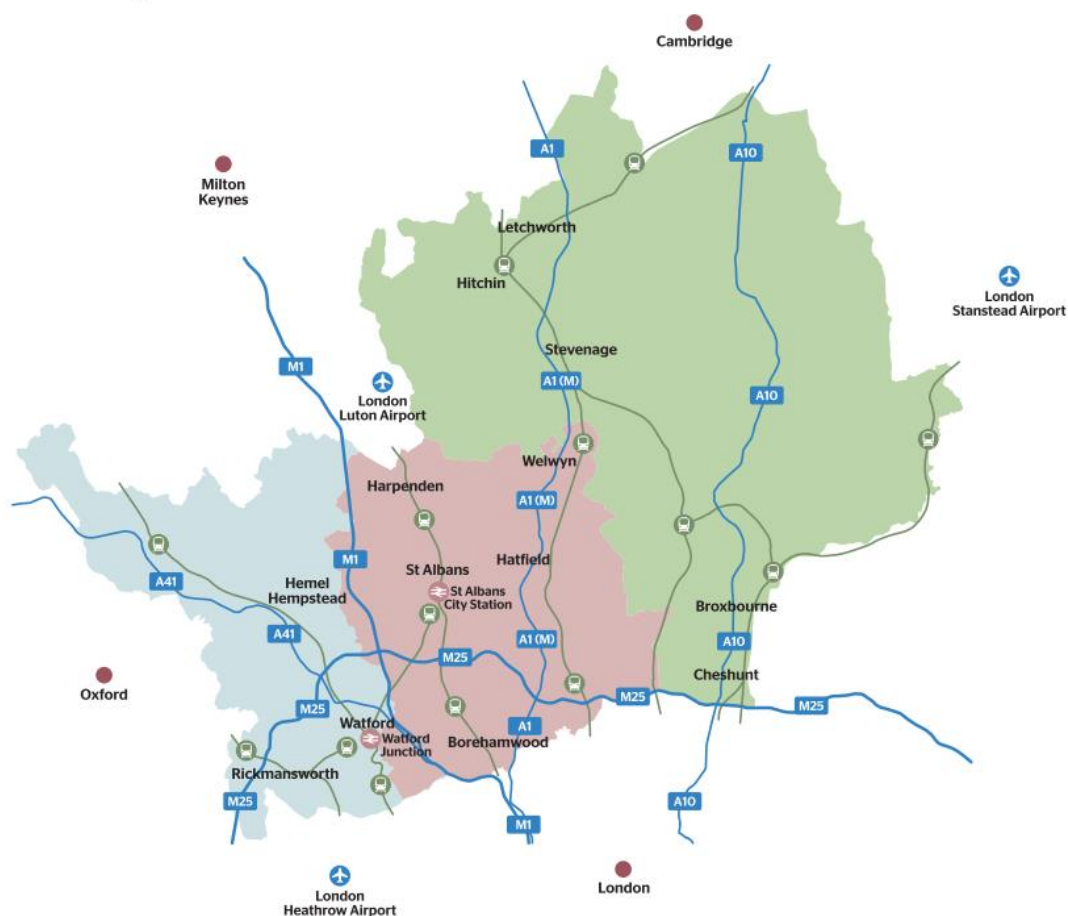 Cambridge
A1
A10
Milton
Keynes
Letchworth
Hitchin
London
Stanstead Airport
Stevenage
M1
A1 (M)
London
Luton Airport
A10
Welwyn
Harpenden
A1 (M)
M1
Hatfield
St Albans
A41
Hemel
Hempstead
St Albans
City Station
Broxbourne
A41
A1 (M)
A10
M25
Oxford
Cheshunt
M25
M25
M25
Watford
A1
Watford
Junction
Borehamwood
Rickmansworth
M25
A10
M1
London
London
Heathrow Airport